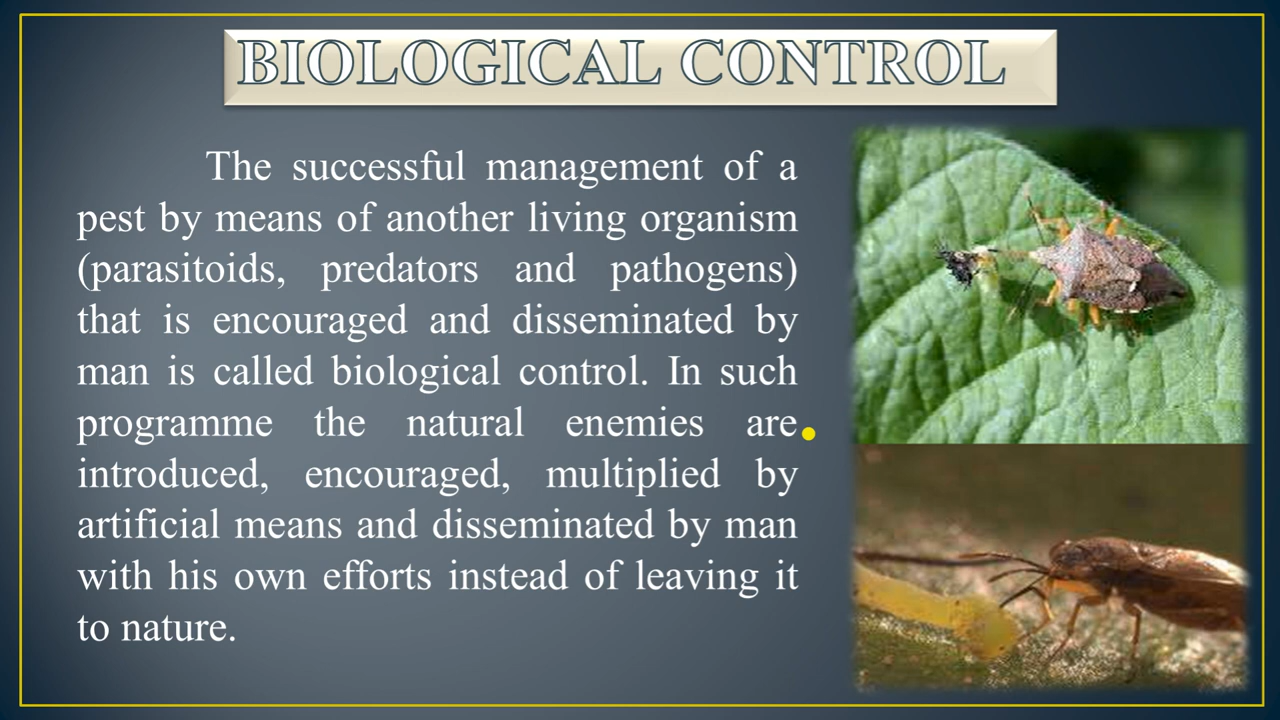 BIOLOGICAL CONTROL
The successful management of a
pest by means of another living organism
(parasitoids, predators and pathogens)
that is encouraged and disseminated by
man is called biological control. In such
programme the natural enemies are
introduced, encouraged, multiplied by
artificial means and disseminated by man
with his own efforts instead of leaving it
to nature.